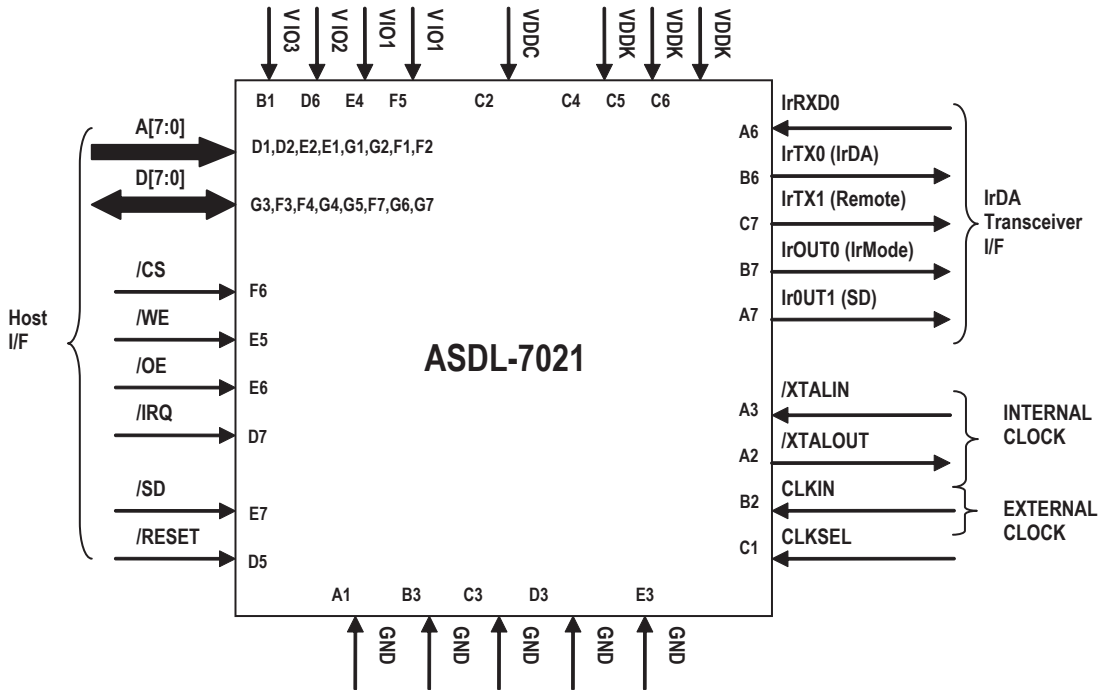 V IO3
V IO2
VIO1
V IO1
VDDC
VDDK
VDDK
VDDK
B1 D6 E4 F5 C2 C4 C5 C6
A[7:0]
D1,D2,E2,E1,G1,G2,F1,F2
D[7:0]
G3,F3,F4,G4,G5,F7,G6,G7
Host
I/F
/CS
F6
/WE
E5
/OE
E6
/IRQ
D7
/SD
E7
/RESET
D5
ASDL-7021
IrRXD0
A6
IrTX0 (IrDA)
B6
IrTX1 (Remote)
C7
IrOUT0 (IrMode)
B7
Ir0UT1 (SD)
A7
IrDA
Transceiver
I/F
/XTALIN
A3
/XTALOUT
A2
INTERNAL
CLOCK
CLKIN
B2
CLKSEL
C1
EXTERNAL
CLOCK
A1 B3 C3 D3 E3
GND
GND
GND
GND
GND